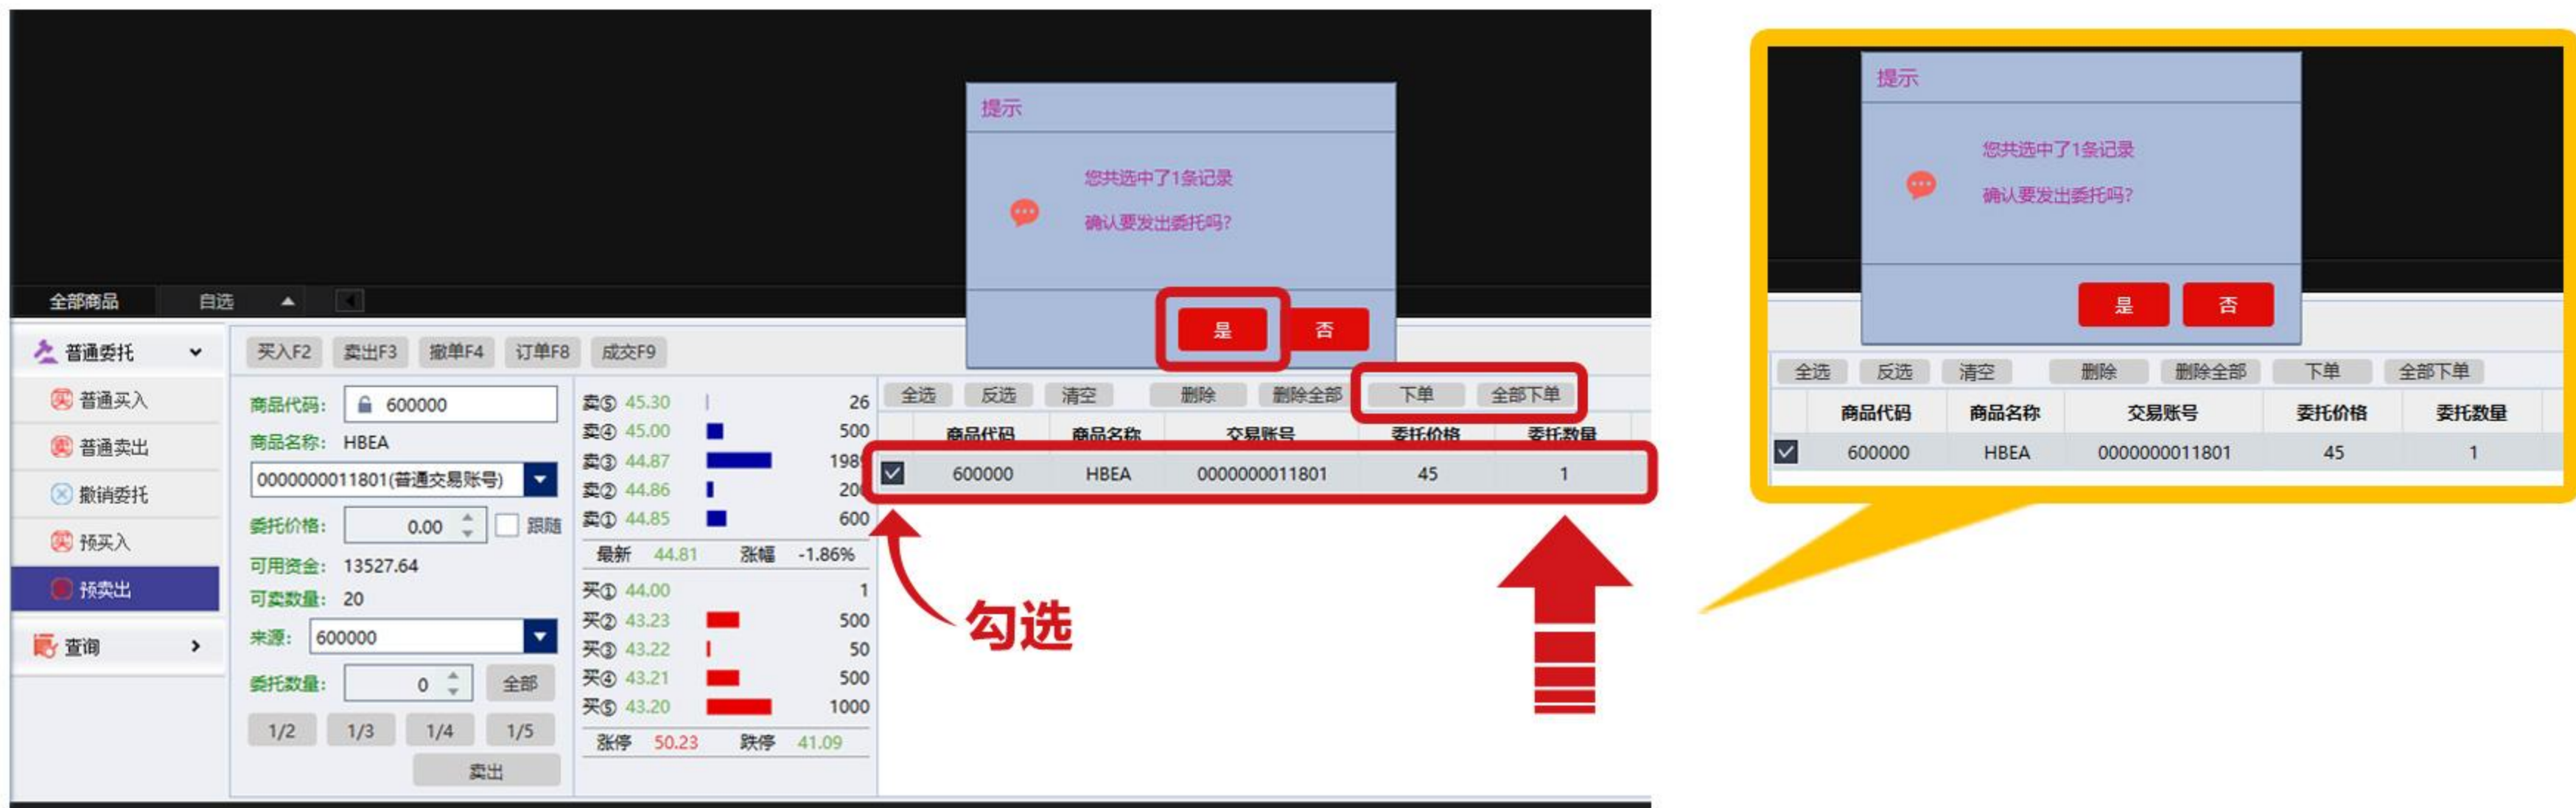 提示
您共选中了1条记录
确认要发出委托吗?
是 否
全部商品 自选
普通委托
普通买入
普通卖出
撤销委托
预买入
预卖出
查询
买入F2 卖出F3 撤单F4 订单F8 成交F9
商品代码: 600000
商品名称: HBEA
0000000011801(普通交易账号)
委托价格: 0.00 跟随
可用资金: 13527.64
可卖数量: 20
来源: 600000
委托数量: 0 全部
1/2 1/3 1/4 1/5
卖出
卖⑤ 45.30 26
卖④ 45.00 500
卖③ 44.87 198
卖② 44.86 20
卖① 44.85 600
最新 44.81 涨幅 -1.86%
买① 44.00 1
买② 43.23 500
买③ 43.22 50
买④ 43.21 500
买⑤ 43.20 1000
涨停 50.23 跌停 41.09
全选 反选 清空 删除 删除全部 下单 全部下单
商品代码 商品名称 交易账号 委托价格 委托数量
600000 HBEA 0000000011801 45 1
勾选
提示
您共选中了1条记录
确认要发出委托吗?
是 否
全选 反选 清空 删除 删除全部 下单 全部下单
商品代码 商品名称 交易账号 委托价格 委托数量
600000 HBEA 0000000011801 45 1